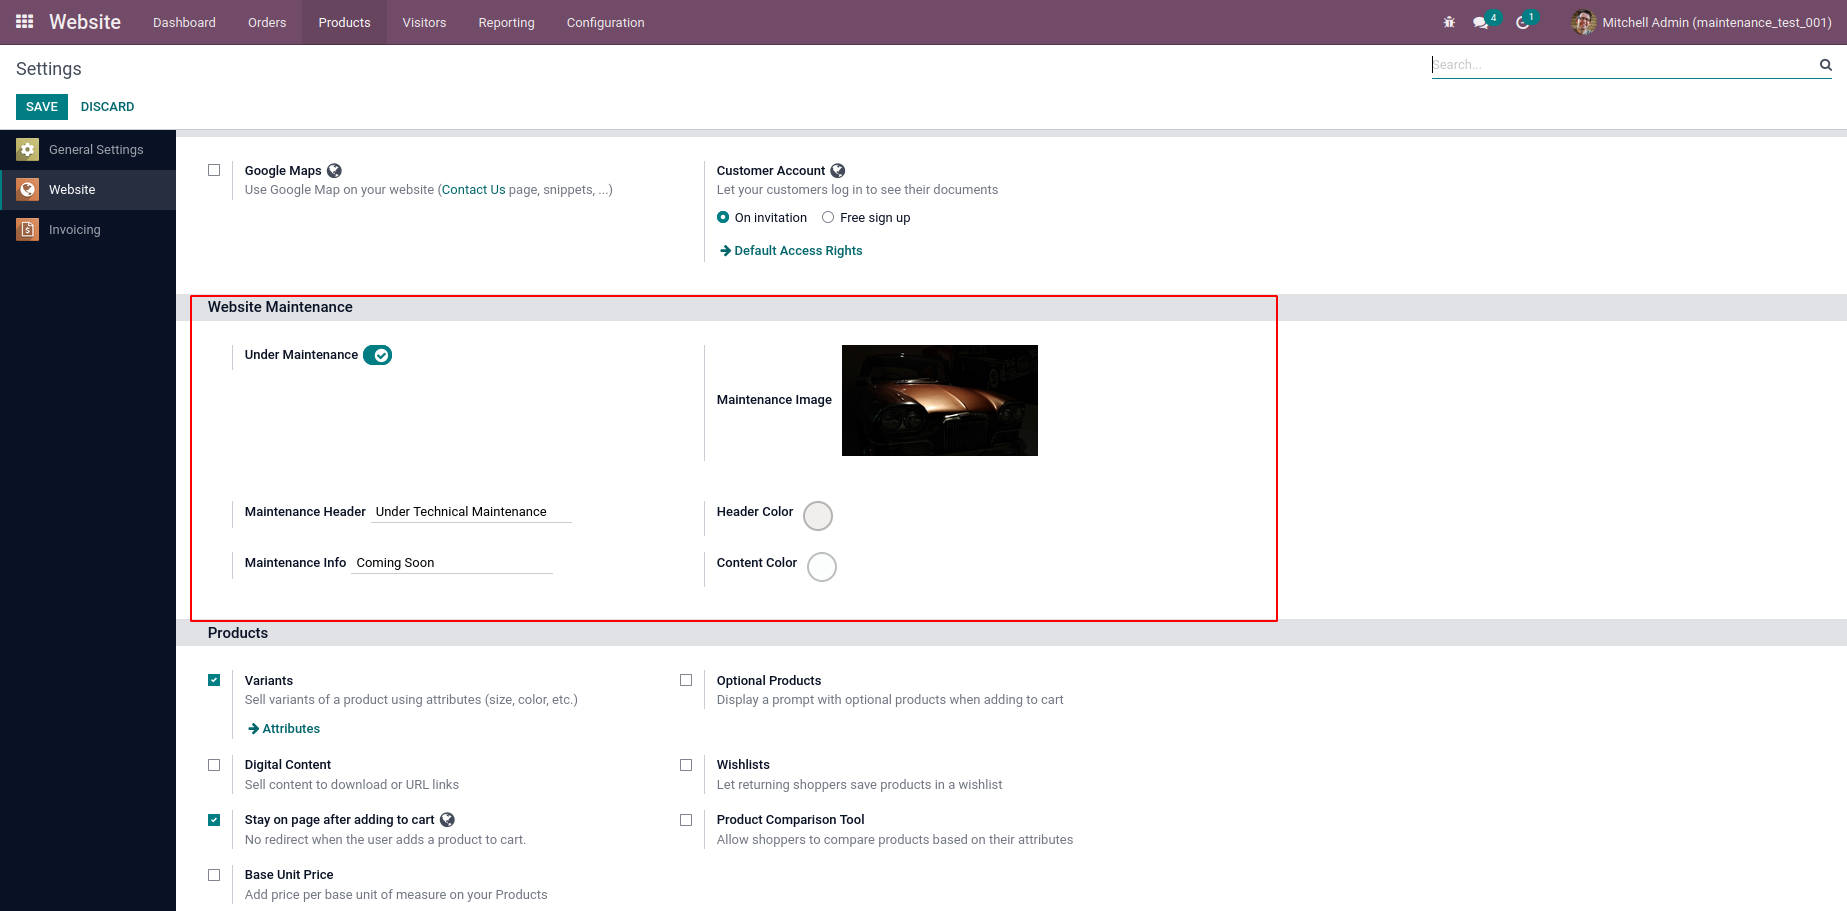 Website Dashboard Orders Products Visitors Reporting Configuration 4 1 Mitchell Admin (maintenance_test_001)
Settings
Search...
SAVE DISCARD
General Settings
Website
Invoicing
Google Maps
Use Google Map on your website (Contact Us page, snippets, ...)
Customer Account
Let your customers log in to see their documents
On invitation Free sign up
Default Access Rights
Website Maintenance
Under Maintenance
Maintenance Image
Maintenance Header Under Technical Maintenance
Header Color
Maintenance Info Coming Soon
Content Color
Products
Variants
Sell variants of a product using attributes (size, color, etc.)
Attributes
Optional Products
Display a prompt with optional products when adding to cart
Digital Content
Sell content to download or URL links
Wishlists
Let returning shoppers save products in a wishlist
Stay on page after adding to cart
No redirect when the user adds a product to cart.
Product Comparison Tool
Allow shoppers to compare products based on their attributes
Base Unit Price
Add price per base unit of measure on your Products